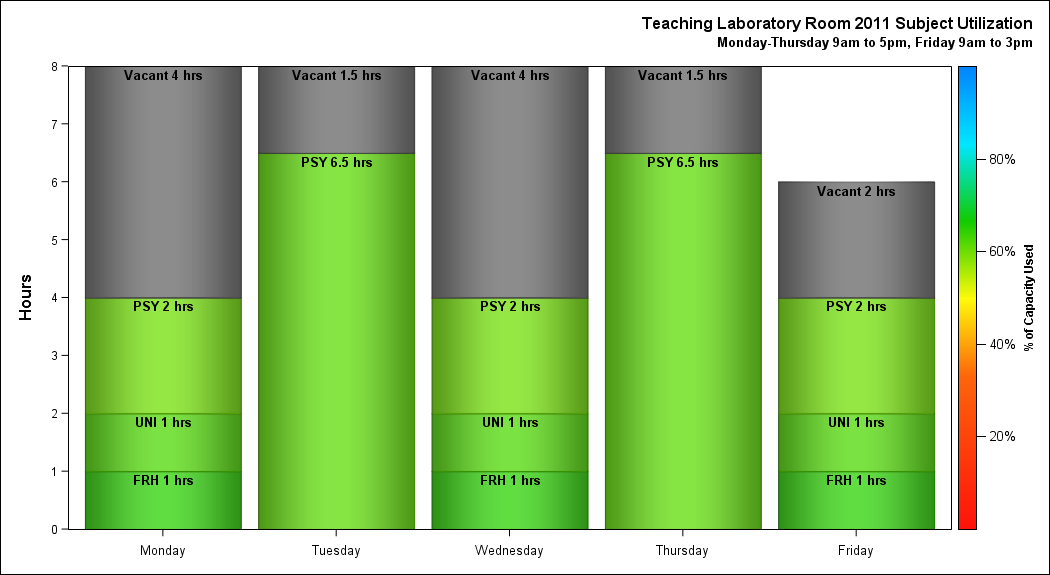 Teaching Laboratory Room 2011 Subject Utilization
Monday-Thursday 9am to 5pm, Friday 9am to 3pm
Hours
8
7
6
5
4
3
2
1
0
Vacant 4 hrs
PSY 2 hrs
UNI 1 hrs
FRH 1 hrs
Vacant 1.5 hrs
PSY 6.5 hrs
Vacant 4 hrs
PSY 2 hrs
UNI 1 hrs
FRH 1 hrs
Vacant 1.5 hrs
PSY 6.5 hrs
Vacant 2 hrs
PSY 2 hrs
UNI 1 hrs
FRH 1 hrs
Monday
Tuesday
Wednesday
Thursday
Friday
80%
60%
40%
20%
% of Capacity Used